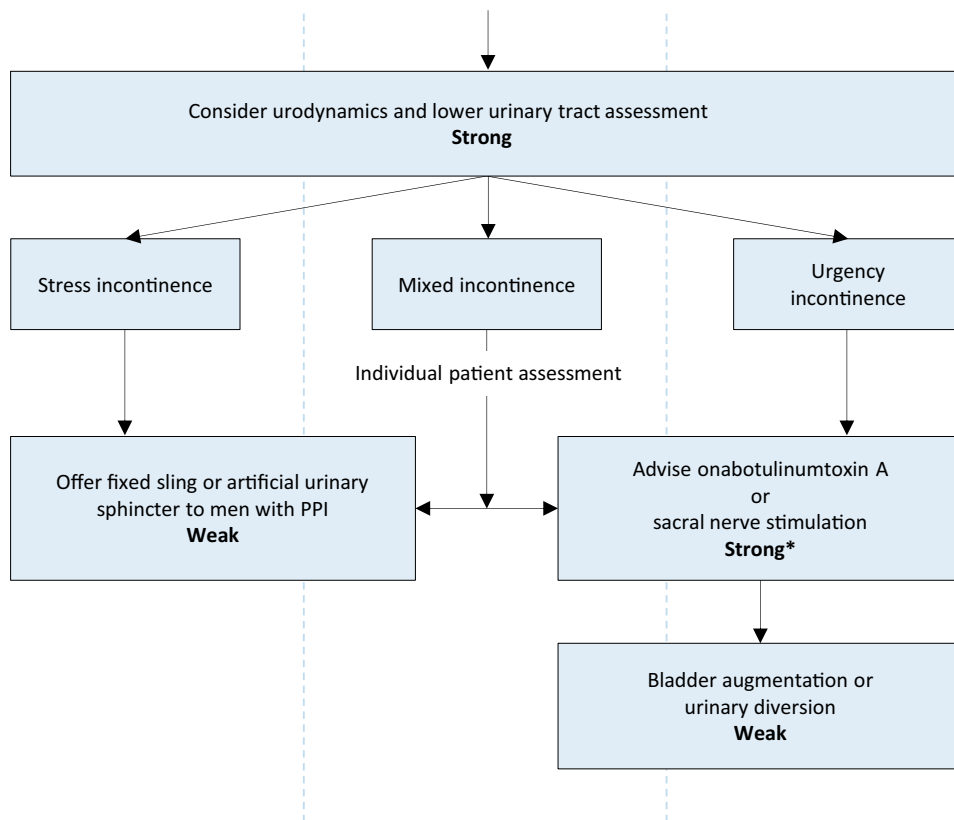 Consider urodynamics and lower urinary tract assessment
Strong
Stress incontinence
Mixed incontinence
Urgency
incontinence
Individual patient assessment
Offer fixed sling or artificial urinary
sphincter to men with PPI
Weak
Advise onabotulinumtoxin A
or
sacral nerve stimulation
Strong*
Bladder augmentation or
urinary diversion
Weak